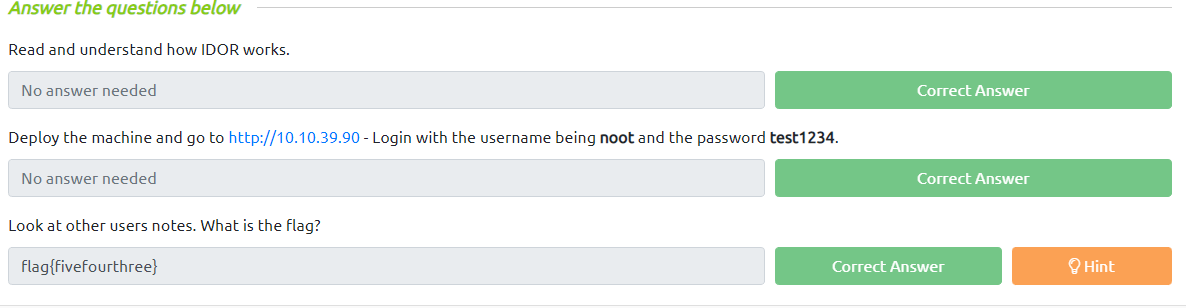 Answer the questions below
Read and understand how IDOR works.
No answer needed
Correct Answer
Deploy the machine and go to http://10.10.39.90 - Login with the username being noot and the password test1234.
No answer needed
Correct Answer
Look at other users notes. What is the flag?
flag{fivefourthree}
Correct Answer
Hint